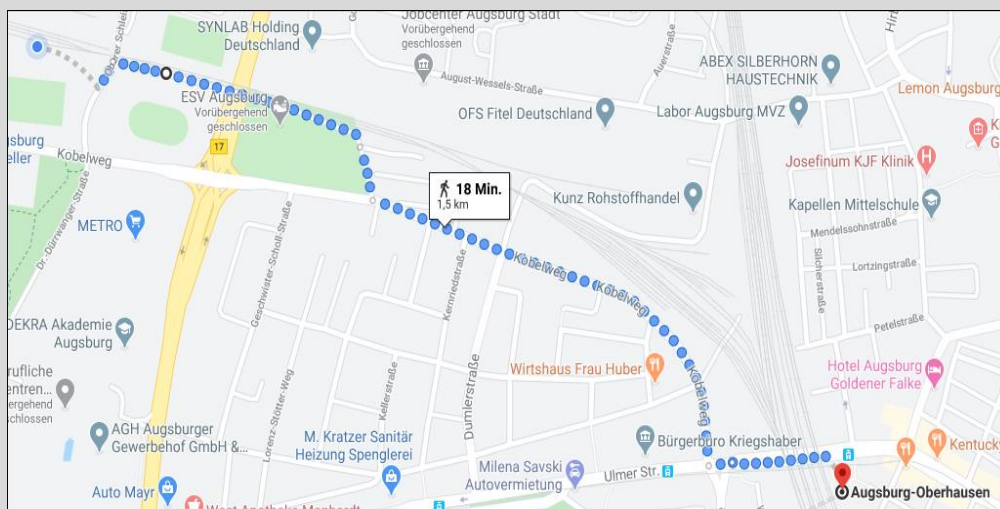 Jobcenter Augsburg Stadt
Vorübergehend
geschlossen
SYNLAB Holding
Deutschland
August-Wessels-Straße
Auerstraße
ABEX SILBERHORN
HAUSTECHNIK
Lemon Augsburg
ESV Augsburg
Vorübergehend
geschlossen
OFS Fitel Deutschland
Labor Augsburg MVZ
17
Kobelweg
Josefinum KJF Klinik
18 Min.
1,5 km
Kunz Rohstoffhandel
Kapellen Mittelschule
Mendelssohnstraße
METRO
Dr.-Dürrwanger-Straße
Geschwister-Scholl-Straße
Kernriedstraße
Kobelweg
Kobelweg
Silcherstraße
Lortzingstraße
DEKRA Akademie
Augsburg
Petelstraße
Wirtshaus Frau Huber
Hotel Augsburg
Goldener Falke
Kobelweg
Lorenz-Stötter-Weg
Kellerstraße
Dumlerstraße
AGH Augsburger
Gewerbehof GmbH &...
M. Kratzer Sanitär
Heizung Spenglerei
Bürgerbüro Kriegshaber
Ulmer Str.
Milena Savski
Autovermietung
Auto Mayr
Augsburg-Oberhausen